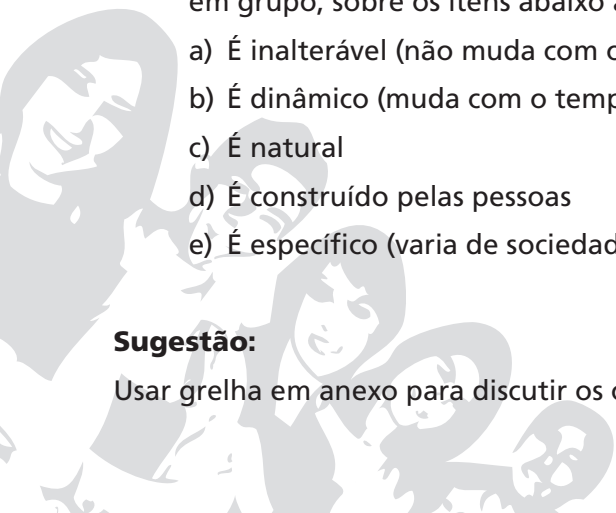 em grupo, sobre os itens abaixo
a) É inalterável (não muda com
b) É dinâmico (muda com o temp
c) É natural
d) É construído pelas pessoas
e) É específico (varia de sociedad
Sugestão:
Usar grelha em anexo para discutir os